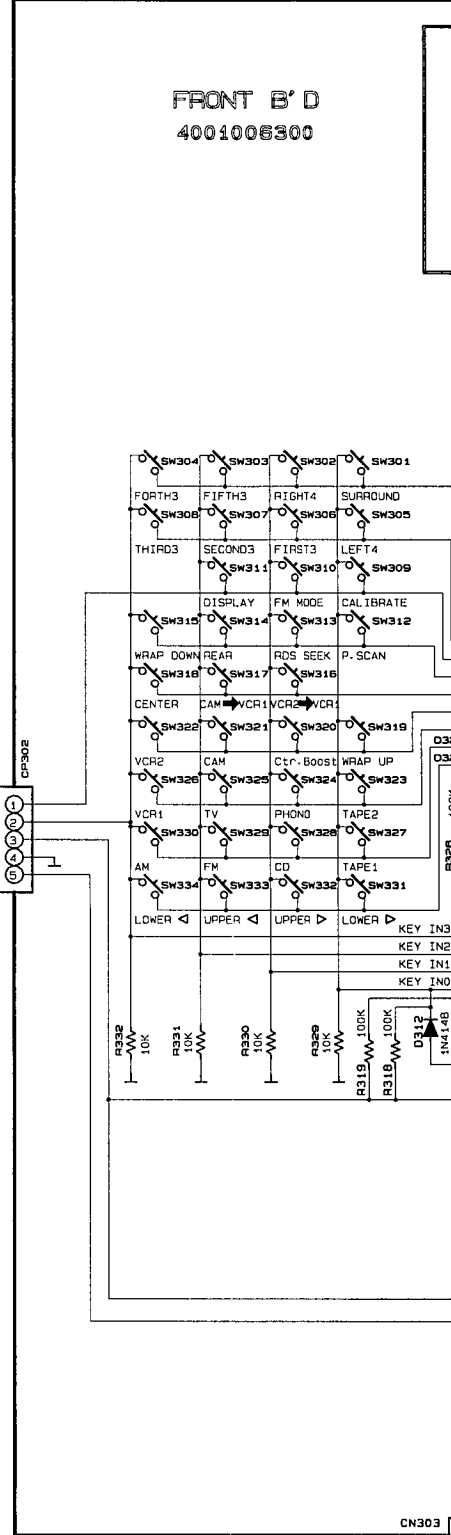 FRONT B'D
4001006300
SW304 SW303 SW302 SW301
FORTH3 FIFTH3 RIGHT4 SURROUND
SW308 SW307 SW306 SW305
THIRD3 SECOND3 FIRST3 LEFT4
SW311 SW310 SW309
DISPLAY FM MODE CALIBRATE
SW315 SW314 SW313 SW312
WRAP DOWN REAR RDS SEEK P.SCAN
SW318 SW317 SW316
CENTER CAM➡VCR1 VCR2➡VCR1
SW322 SW321 SW320 SW319
CP302
VCR2 CAM Ctr.Boost WRAP UP
SW326 SW325 SW324 SW323
1
VCR1 TV PHONO TAPE2
2
SW330 SW329 SW328 SW327
3
4
AM FM CD TAPE1
5
R328
SW334 SW333 SW332 SW331
LOWER ◁ UPPER ◁ UPPER ▷ LOWER ▷
KEY IN3
KEY IN2
KEY IN1
KEY IN0
R332 10K R331 10K R330 10K R329 10K
R319 100K R318 100K D312 1N4148
CN303